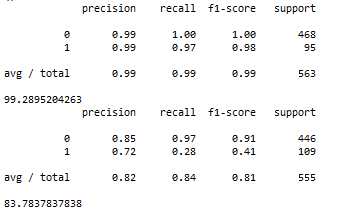 precision recall f1-score support
0 0.99 1.00 1.00 468
1 0.99 0.97 0.98 95
avg / total 0.99 0.99 0.99 563
99.2895204263
precision recall f1-score support
0 0.85 0.97 0.91 446
1 0.72 0.28 0.41 109
avg / total 0.82 0.84 0.81 555
83.7837837838